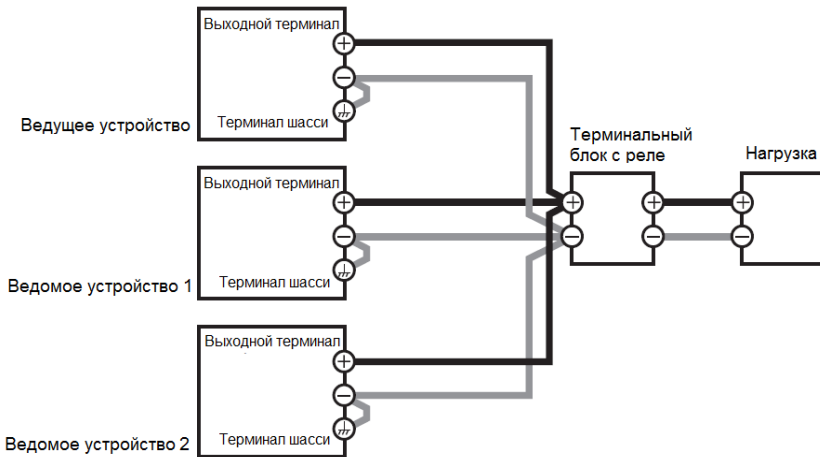 Выходной терминал
+
−
Терминал шасси
Ведущее устройство
Выходной терминал
+
−
Терминал шасси
Ведомое устройство 1
Выходной терминал
+
−
Терминал шасси
Ведомое устройство 2
Терминальный
блок с реле
+
−
+
−
Нагрузка
+
−